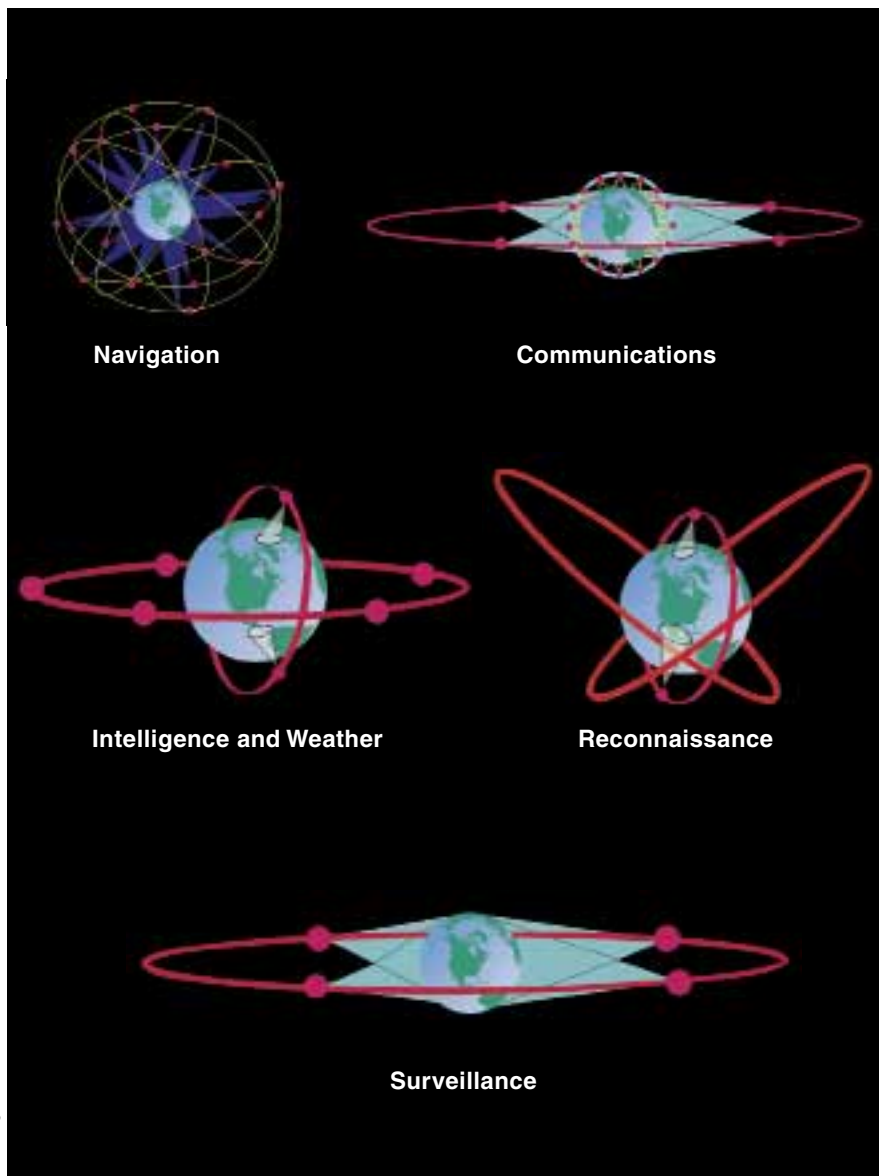 Navigation
Communications
Intelligence and Weather
Reconnaissance
Surveillance